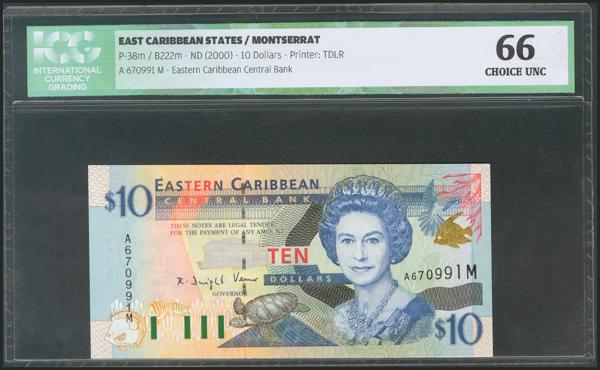 ICG
INTERNATIONAL
CURRENCY
GRADING
EAST CARIBBEAN STATES / MONTSERRAT
P-38m / B222m - ND (2000) - 10 Dollars - Printer: TDLR
A 670991 M - Eastern Caribbean Central Bank
66
CHOICE UNC
$10
EASTERN CARIBBEAN
CENTRAL BANK
THESE NOTES ARE LEGAL TENDER
FOR THE PAYMENT OF ANY AMOUNT
TEN
DOLLARS
A670991M
K. Dwight Venner
GOVERNOR
A670991M
$10